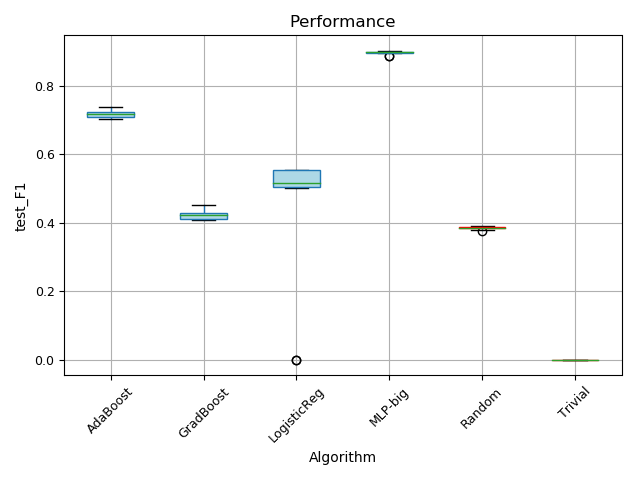 Performance
test_F1
0.8
0.6
0.4
0.2
0.0
AdaBoost
GradBoost
LogisticReg
MLP-big
Random
Trivial
Algorithm